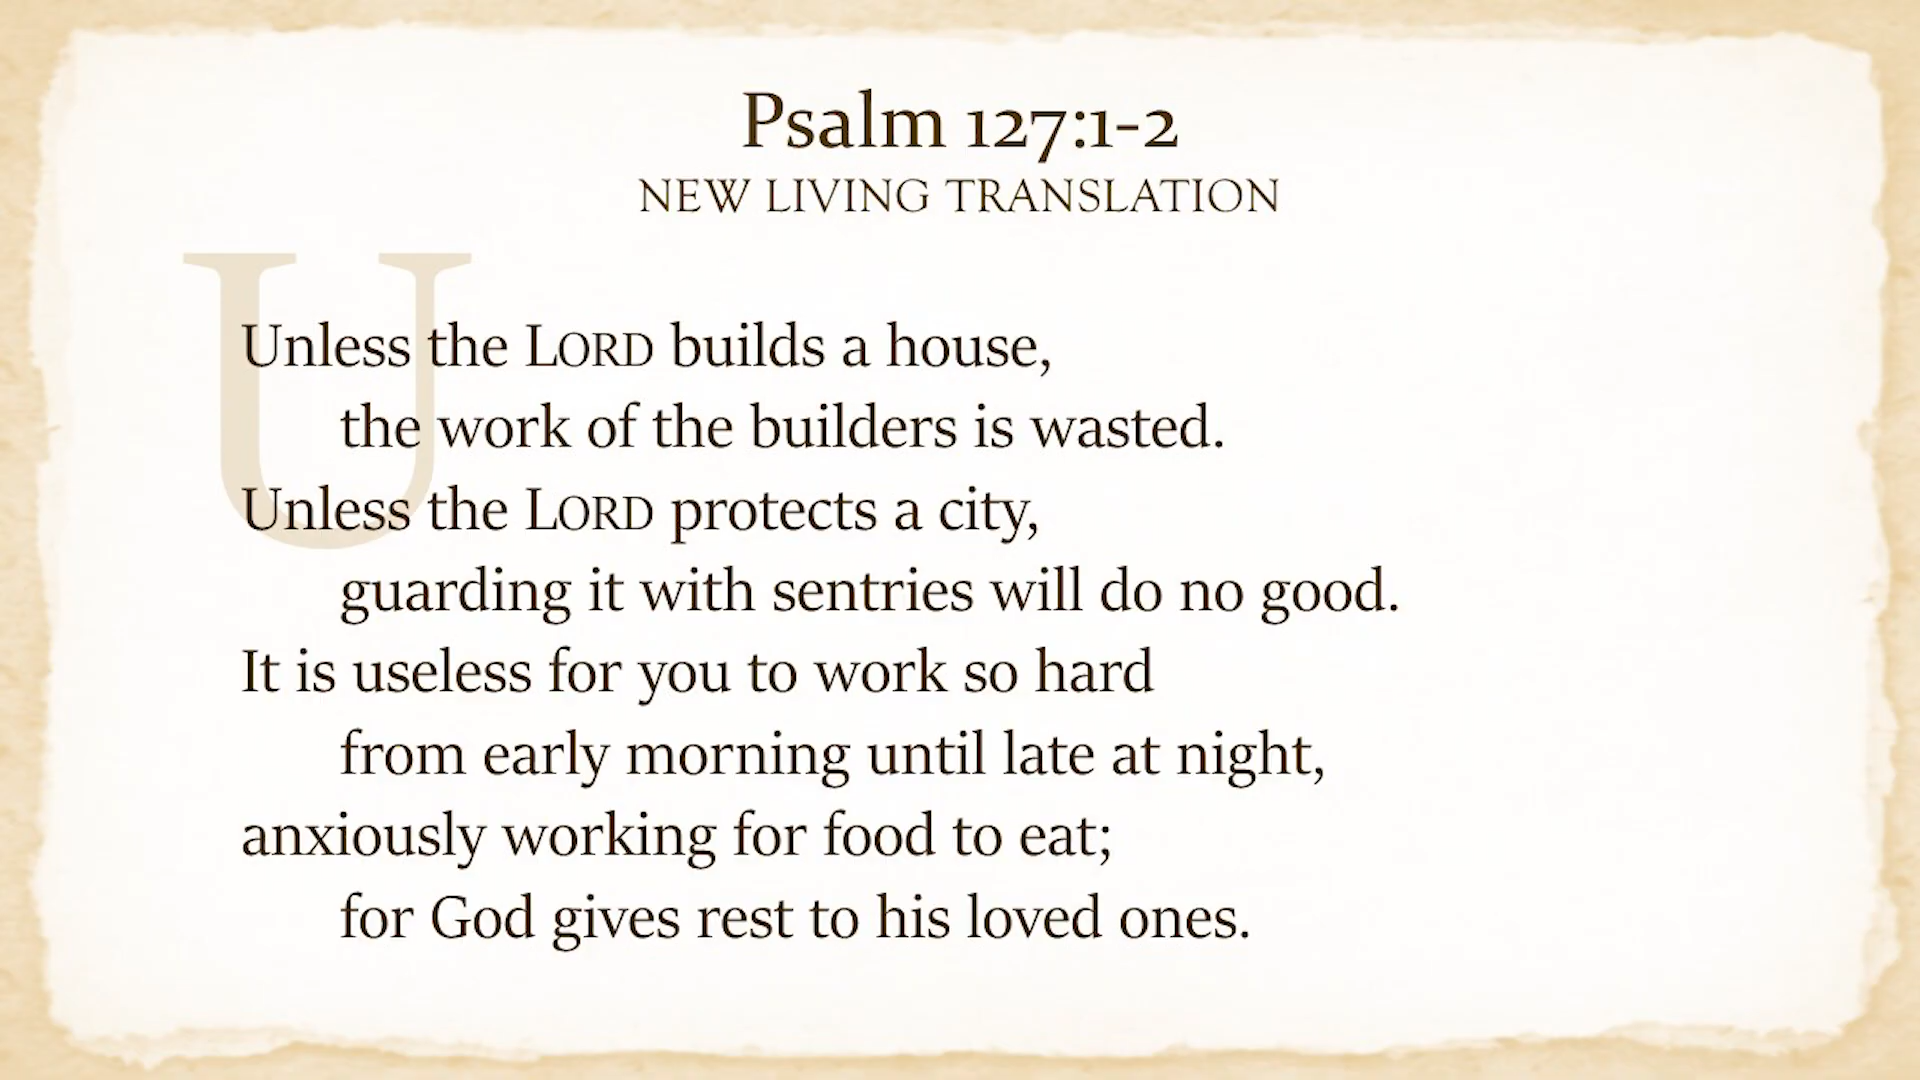 Psalm 127:1-2
NEW LIVING TRANSLATION
U
Unless the LORD builds a house,
the work of the builders is wasted.
Unless the LORD protects a city,
guarding it with sentries will do no good.
It is useless for you to work so hard
from early morning until late at night,
anxiously working for food to eat;
for God gives rest to his loved ones.